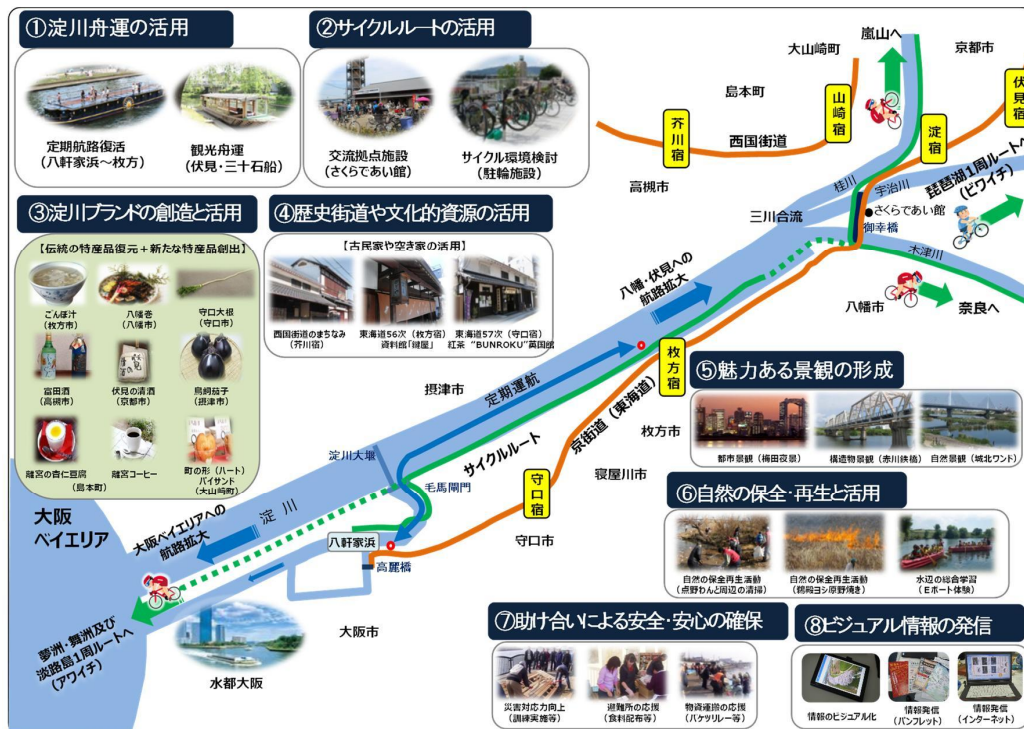 ①淀川舟運の活用
定期航路復活
（八軒家浜～枚方）
観光舟運
（伏見・三十石船）
②サイクルルートの活用
交流拠点施設
（さくらであい館）
サイクル環境検討
（駐輪施設）
③淀川ブランドの創造と活用
【伝統の特産品復元＋新たな特産品創出】
ごんぼ汁
（枚方市）
八幡巻
（八幡市）
守口大根
（守口市）
富田酒
（高槻市）
伏見の清酒
（京都市）
鳥飼茄子
（摂津市）
離宮の杏仁豆腐
離宮コーヒー
（島本町）
町の形（ハート）
パイサンド
（大山崎町）
④歴史街道や文化的資源の活用
【古民家や空き家の活用】
西国街道のまちなみ
（芥川宿）
東海道56次（枚方宿）
資料館「鍵屋」
東海道57次（守口宿）
紅茶 “BUNROKU”英国館
嵐山へ
京都市
大山崎町
島本町
伏見宿
山崎宿
淀宿
芥川宿
西国街道
高槻市
桂川
宇治川
琵琶湖1周ルートへ
（ビワイチ）
三川合流
さくらであい館
御幸橋
木津川
八幡市
奈良へ
八幡・伏見への
航路拡大
枚方宿
摂津市
定期運航
京街道（東海道）
サイクルルート
枚方市
寝屋川市
淀川大堰
毛馬閘門
守口宿
守口市
淀川
大阪ベイエリアへの
航路拡大
大阪
ベイエリア
八軒家浜
高麗橋
大阪市
夢洲・舞洲及び
淡路島1周ルートへ
（アワイチ）
水都大阪
⑤魅力ある景観の形成
都市景観（梅田夜景）
構造物景観（赤川鉄橋）
自然景観（城北ワンド）
⑥自然の保全・再生と活用
自然の保全再生活動
（点野わんど周辺の清掃）
自然の保全再生活動
（鵜殿ヨシ原野焼き）
水辺の総合学習
（Eボート体験）
⑦助け合いによる安全・安心の確保
災害対応力向上
（訓練実施等）
避難所の応援
（食料配布等）
物資運搬の応援
（バケツリレー等）
⑧ビジュアル情報の発信
情報のビジュアル化
情報発信
（パンフレット）
情報発信
（インターネット）